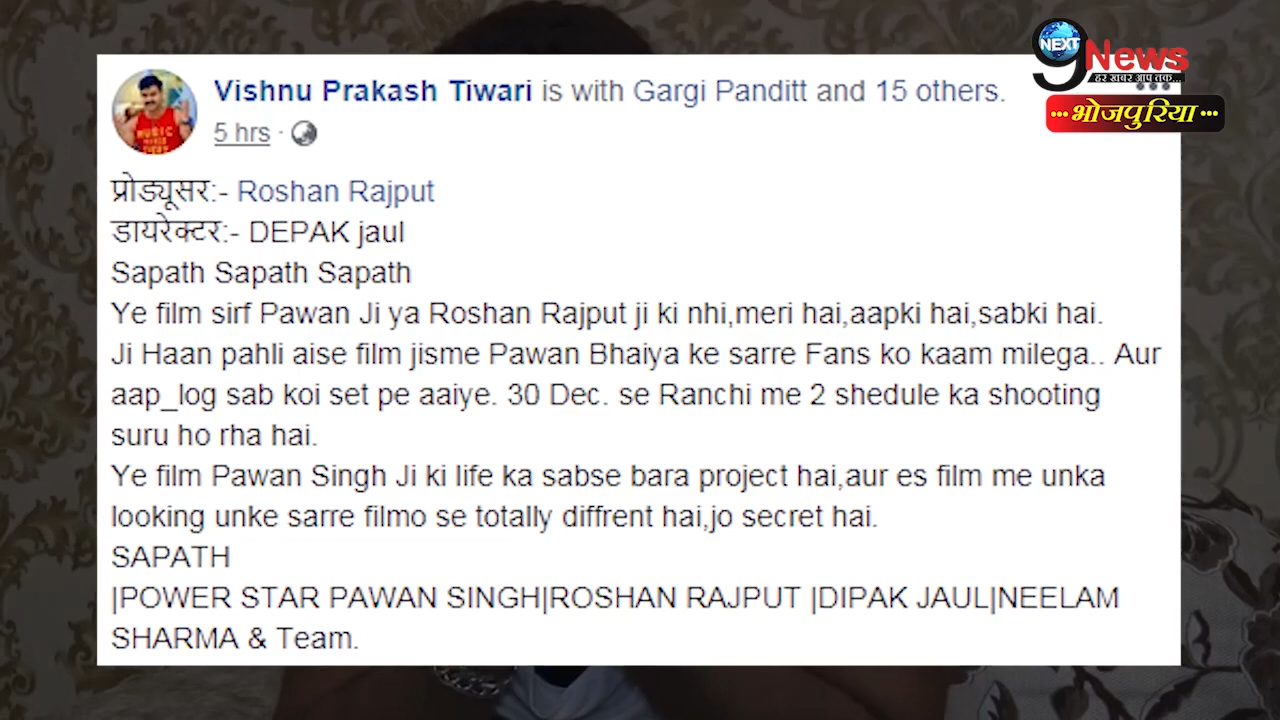 NEXT
9 News
हर खबर आप तक...
...भोजपुरिया...
Vishnu Prakash Tiwari is with Gargi Panditt and 15 others.
5 hrs ·
प्रोड्यूसर:- Roshan Rajput
डायरेक्टर:- DEPAK jaul
Sapath Sapath Sapath
Ye film sirf Pawan Ji ya Roshan Rajput ji ki nhi,meri hai,aapki hai,sabki hai.
Ji Haan pahli aise film jisme Pawan Bhaiya ke sarre Fans ko kaam milega.. Aur
aap_log sab koi set pe aaiye. 30 Dec. se Ranchi me 2 shedule ka shooting
suru ho rha hai.
Ye film Pawan Singh Ji ki life ka sabse bara project hai,aur es film me unka
looking unke sarre filmo se totally diffrent hai,jo secret hai.
SAPATH
|POWER STAR PAWAN SINGH|ROSHAN RAJPUT |DIPAK JAUL|NEELAM
SHARMA & Team.